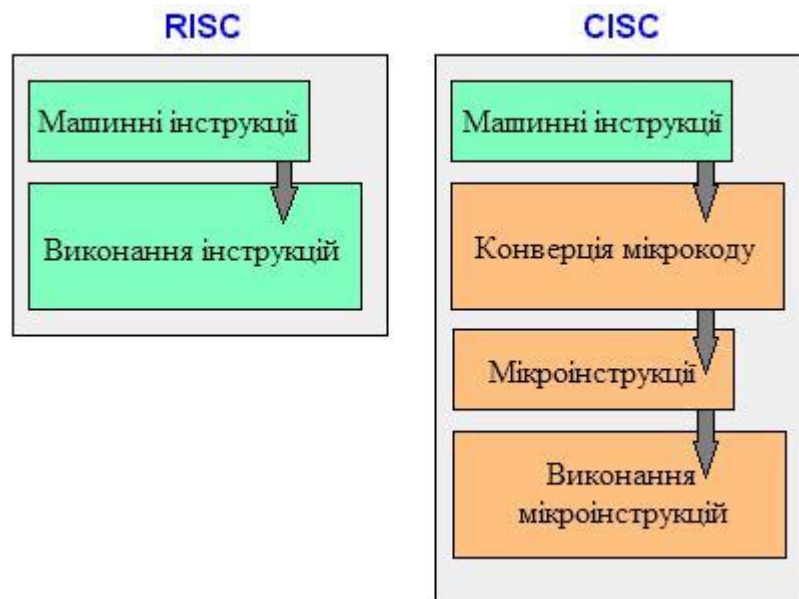 RISC
Машинні інструкції
Виконання інструкцій
CISC
Машинні інструкції
Конверція мікрокоду
Мікроінструкції
Виконання
мікроінструкцій